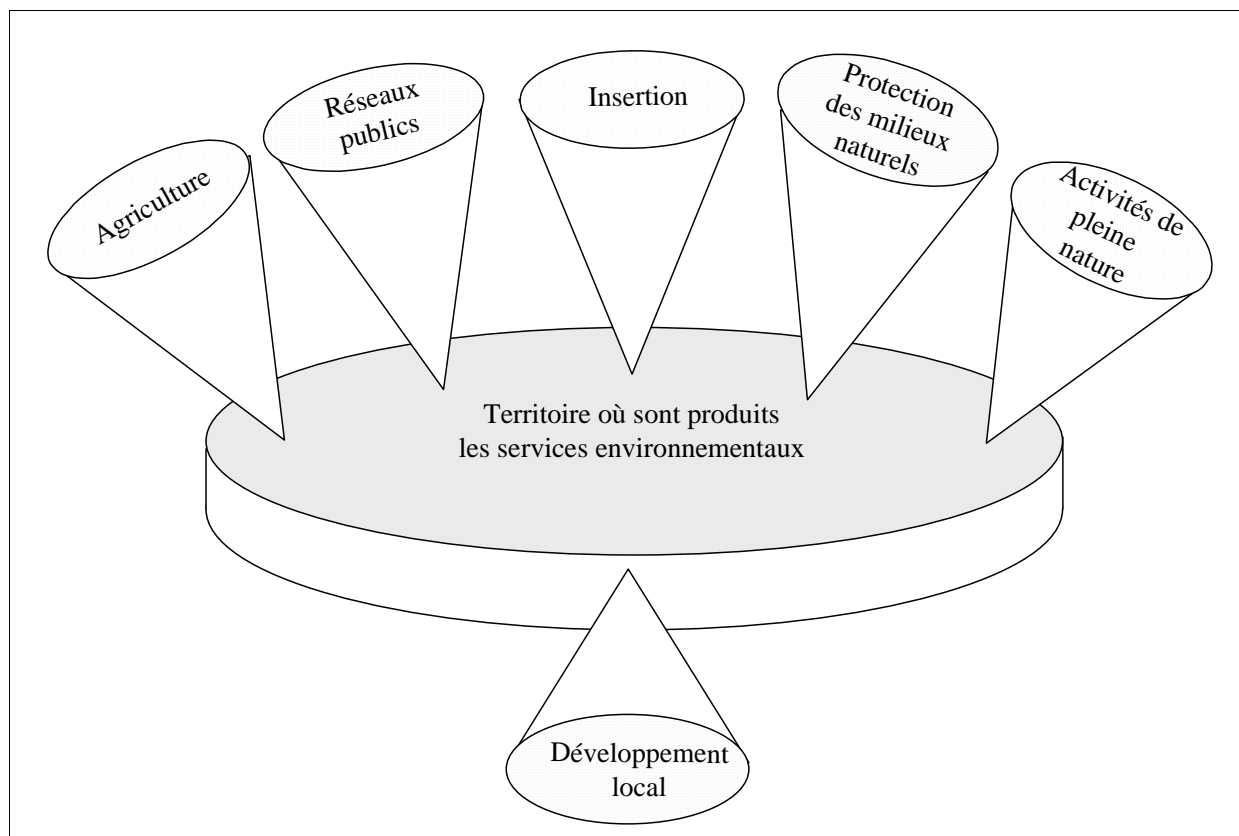 Agriculture
Réseaux
publics
Insertion
Protection
des milieux
naturels
Activités de
pleine
nature
Territoire où sont produits
les services environnementaux
Développement
local